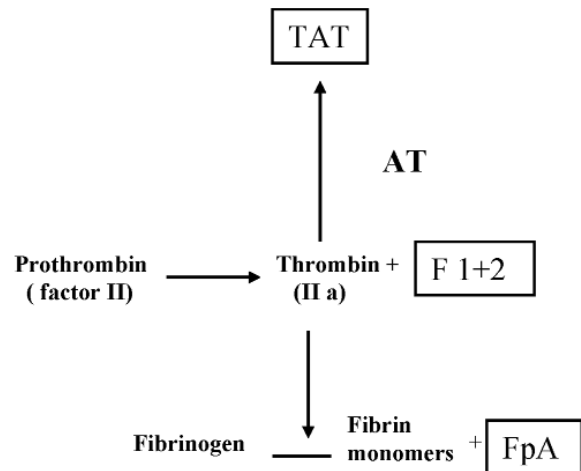 TAT
AT
Prothrombin
( factor II)
Thrombin +
(II a)
F 1+2
Fibrinogen
Fibrin
monomers
+
FpA